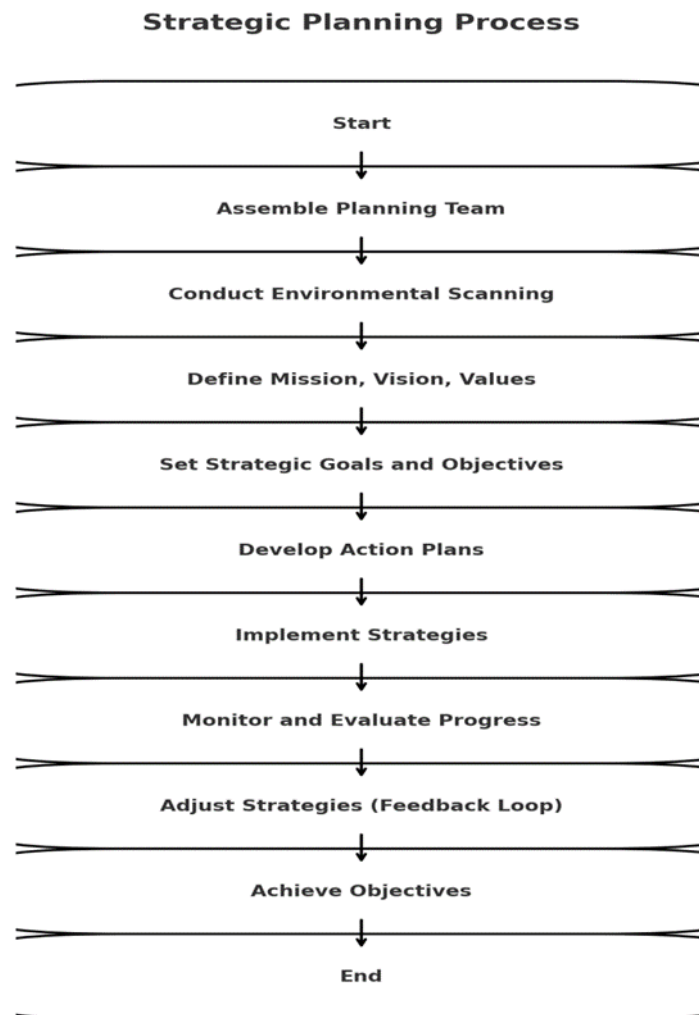 Strategic Planning Process
Start
Assemble Planning Team
Conduct Environmental Scanning
Define Mission, Vision, Values
Set Strategic Goals and Objectives
Develop Action Plans
Implement Strategies
Monitor and Evaluate Progress
Adjust Strategies (Feedback Loop)
Achieve Objectives
End